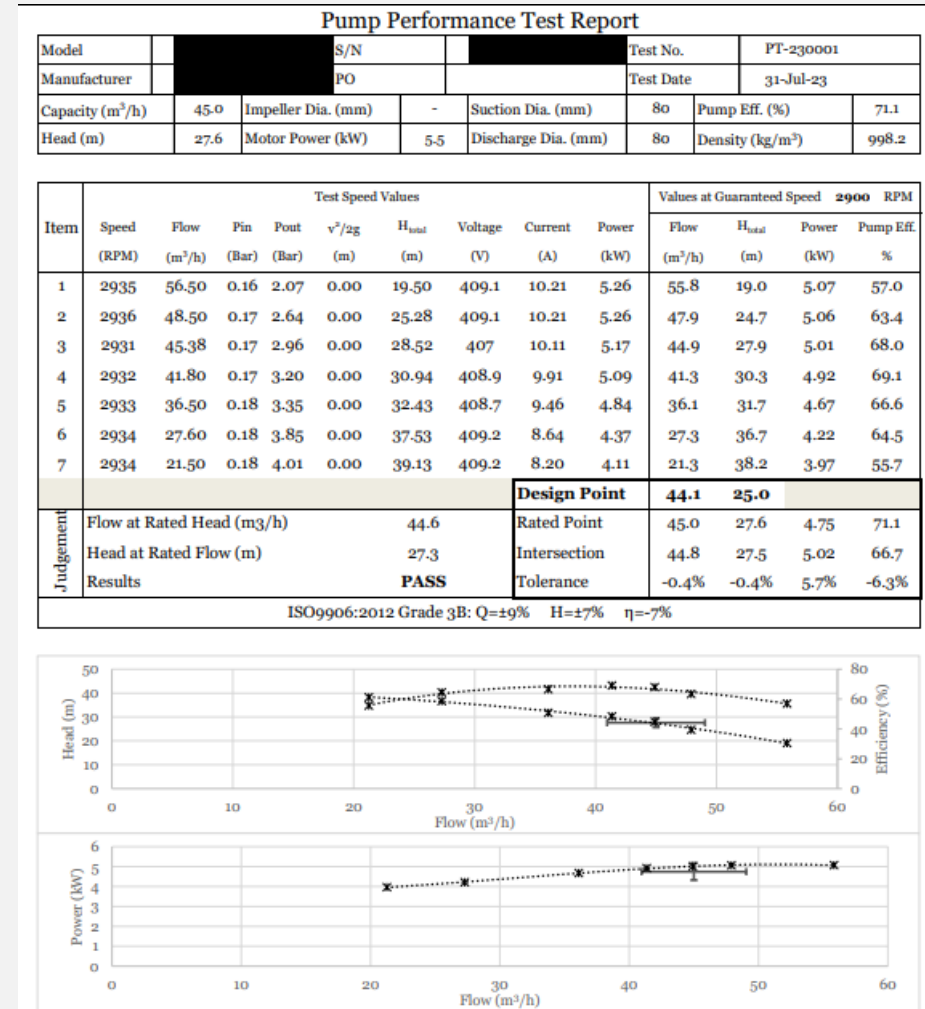 Pump Performance Test Report
Model S/N Test No. PT-230001
Manufacturer PO Test Date 31-Jul-23
Capacity (m³/h) 45.0 Impeller Dia. (mm) - Suction Dia. (mm) 80 Pump Eff. (%) 71.1
Head (m) 27.6 Motor Power (kW) 5.5 Discharge Dia. (mm) 80 Density (kg/m³) 998.2
Test Speed Values Values at Guaranteed Speed 2900 RPM
Item Speed Flow Pin Pout v²/2g H total Voltage Current Power Flow H total Power Pump Eff.
(RPM) (m³/h) (Bar) (Bar) (m) (m) (V) (A) (kW) (m³/h) (m) (kW) %
1 2935 56.50 0.16 2.07 0.00 19.50 409.1 10.21 5.26 55.8 19.0 5.07 57.0
2 2936 48.50 0.17 2.64 0.00 25.28 409.1 10.21 5.26 47.9 24.7 5.06 63.4
3 2931 45.38 0.17 2.96 0.00 28.52 407 10.11 5.17 44.9 27.9 5.01 68.0
4 2932 41.80 0.17 3.20 0.00 30.94 408.9 9.91 5.09 41.3 30.3 4.92 69.1
5 2933 36.50 0.18 3.35 0.00 32.43 408.7 9.46 4.84 36.1 31.7 4.67 66.6
6 2934 27.60 0.18 3.85 0.00 37.53 409.2 8.64 4.37 27.3 36.7 4.22 64.5
7 2934 21.50 0.18 4.01 0.00 39.13 409.2 8.20 4.11 21.3 38.2 3.97 55.7
Design Point 44.1 25.0
Judgement
Flow at Rated Head (m3/h) 44.6 Rated Point 45.0 27.6 4.75 71.1
Head at Rated Flow (m) 27.3 Intersection 44.8 27.5 5.02 66.7
Results PASS Tolerance -0.4% -0.4% 5.7% -6.3%
ISO9906:2012 Grade 3B: Q=±9% H=±7% η=-7%
Head (m)
50
40
30
20
10
0
80
60
40
20
0
Efficiency (%)
0 10 20 30 40 50 60
Flow (m³/h)
Power (kW)
6
5
4
3
2
1
0
0 10 20 30 40 50 60
Flow (m³/h)